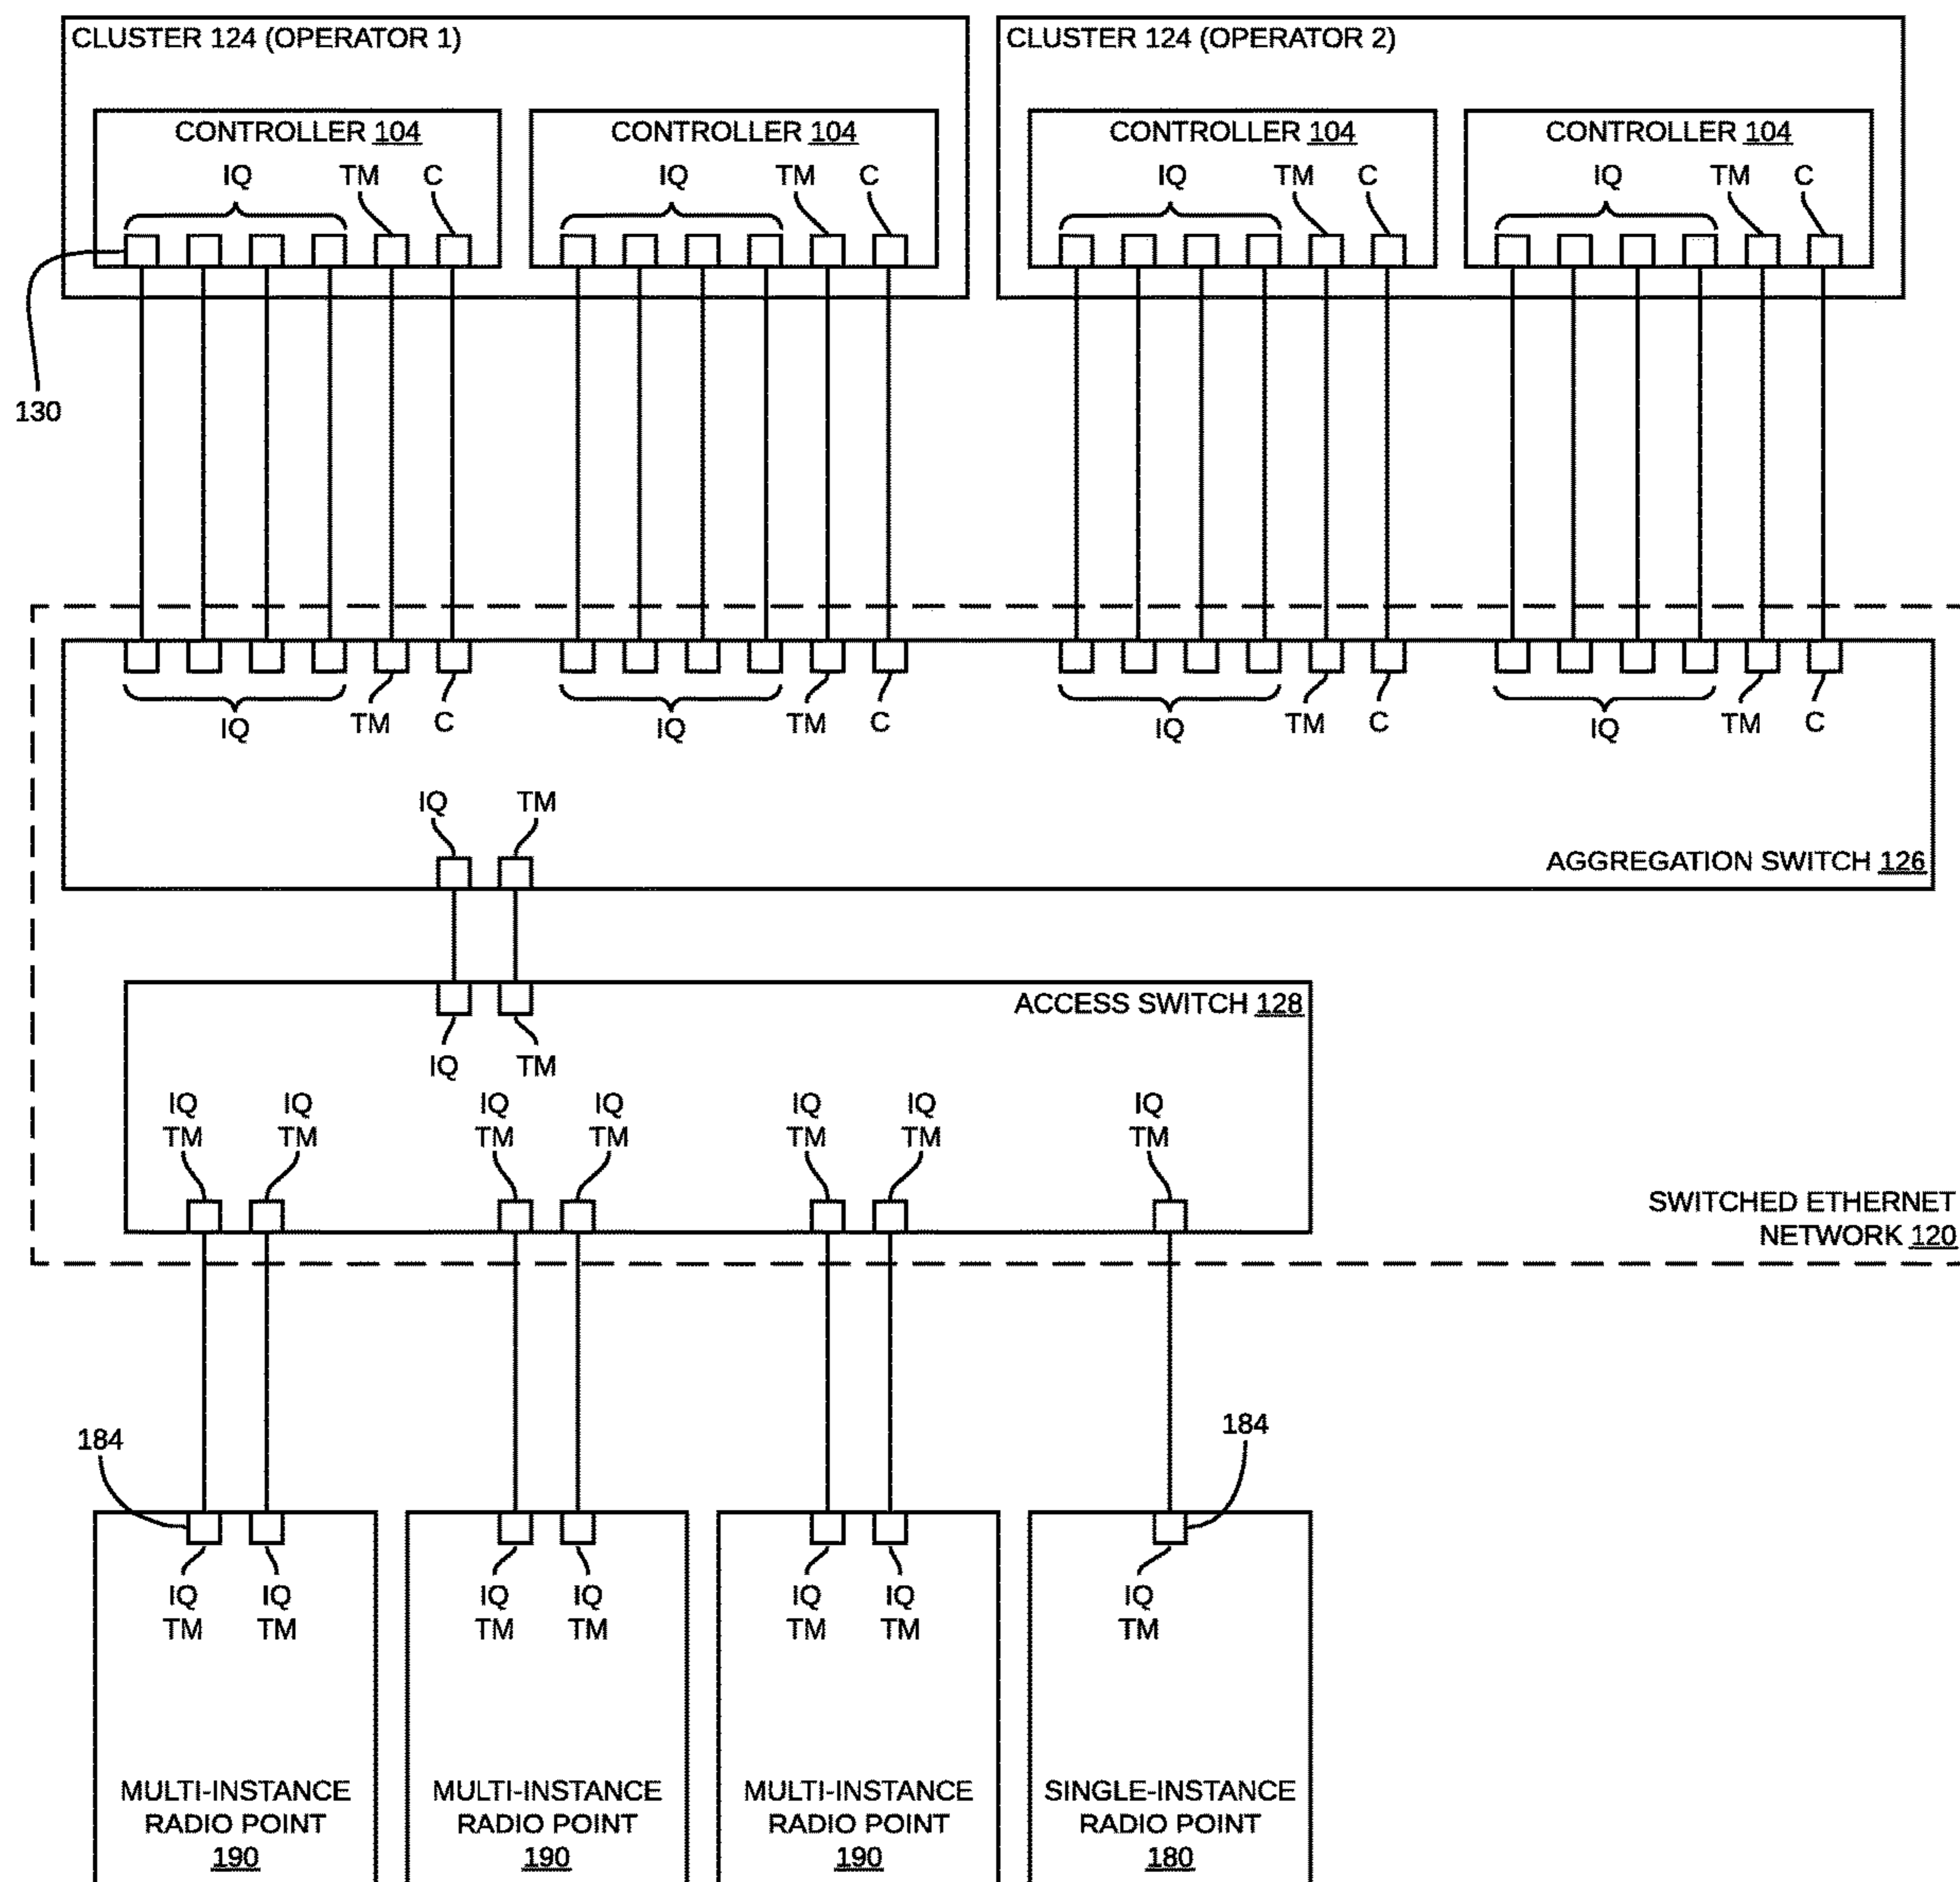 CLUSTER 124 (OPERATOR 1)
CLUSTER 124 (OPERATOR 2)
CONTROLLER 104
CONTROLLER 104
CONTROLLER 104
CONTROLLER 104
IQ TM C
IQ TM C
IQ TM C
IQ TM C
130
IQ TM C
IQ TM C
IQ TM C
IQ TM C
IQ TM
AGGREGATION SWITCH 126
ACCESS SWITCH 128
IQ TM
IQ IQ IQ IQ IQ IQ IQ
TM TM TM TM TM TM TM
SWITCHED ETHERNET
NETWORK 120
184
184
IQ IQ IQ IQ IQ IQ IQ
TM TM TM TM TM TM TM
MULTI-INSTANCE
RADIO POINT
190
MULTI-INSTANCE
RADIO POINT
190
MULTI-INSTANCE
RADIO POINT
190
SINGLE-INSTANCE
RADIO POINT
180